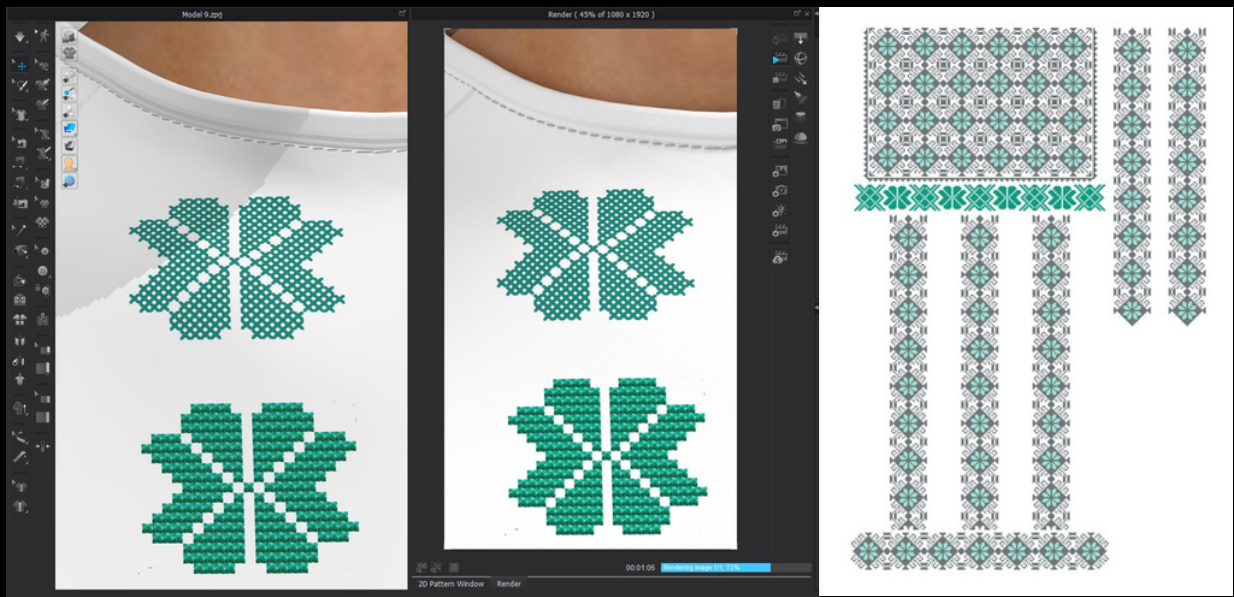 Model 9.zprj
Render ( 45% of 1080 x 1920 )
00:01:06
Rendering image 1/1: 73%
2D Pattern Window
Render